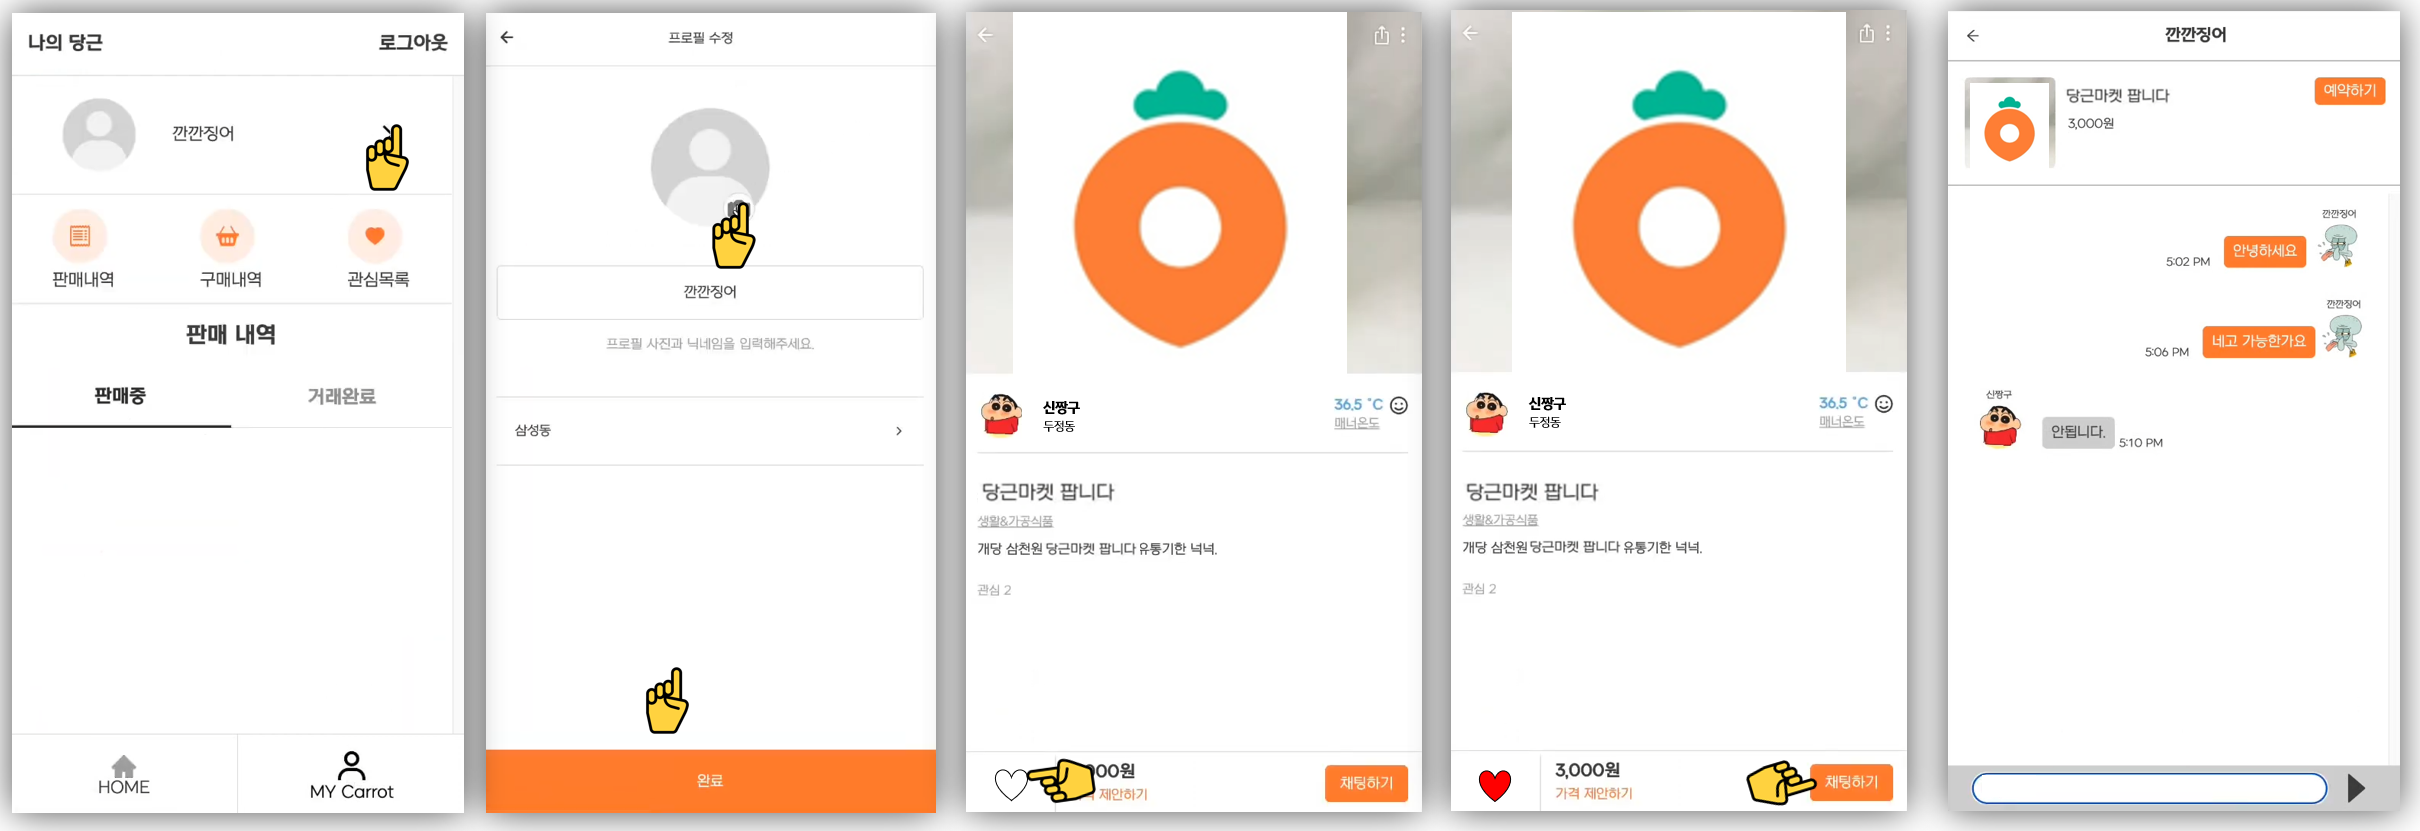 나의 당근
로그아웃
깐깐징어
판매내역
구매내역
관심목록
판매 내역
판매중
거래완료
HOME
MY Carrot
프로필 수정
깐깐징어
프로필 사진과 닉네임을 입력해주세요.
삼성동
완료
신짱구
두정동
36.5 °C
매너온도
당근마켓 팝니다
생활&가공식품
개당 삼천원 당근마켓 팝니다 유통기한 넉넉.
관심 2
00원
제안하기
채팅하기
신짱구
두정동
36.5 °C
매너온도
당근마켓 팝니다
생활&가공식품
개당 삼천원 당근마켓 팝니다 유통기한 넉넉.
관심 2
3,000원
가격 제안하기
채팅하기
깐깐징어
당근마켓 팝니다
3,000원
예약하기
깐깐징어
안녕하세요
5:02 PM
깐깐징어
네고 가능한가요
5:06 PM
신짱구
안됩니다.
5:10 PM